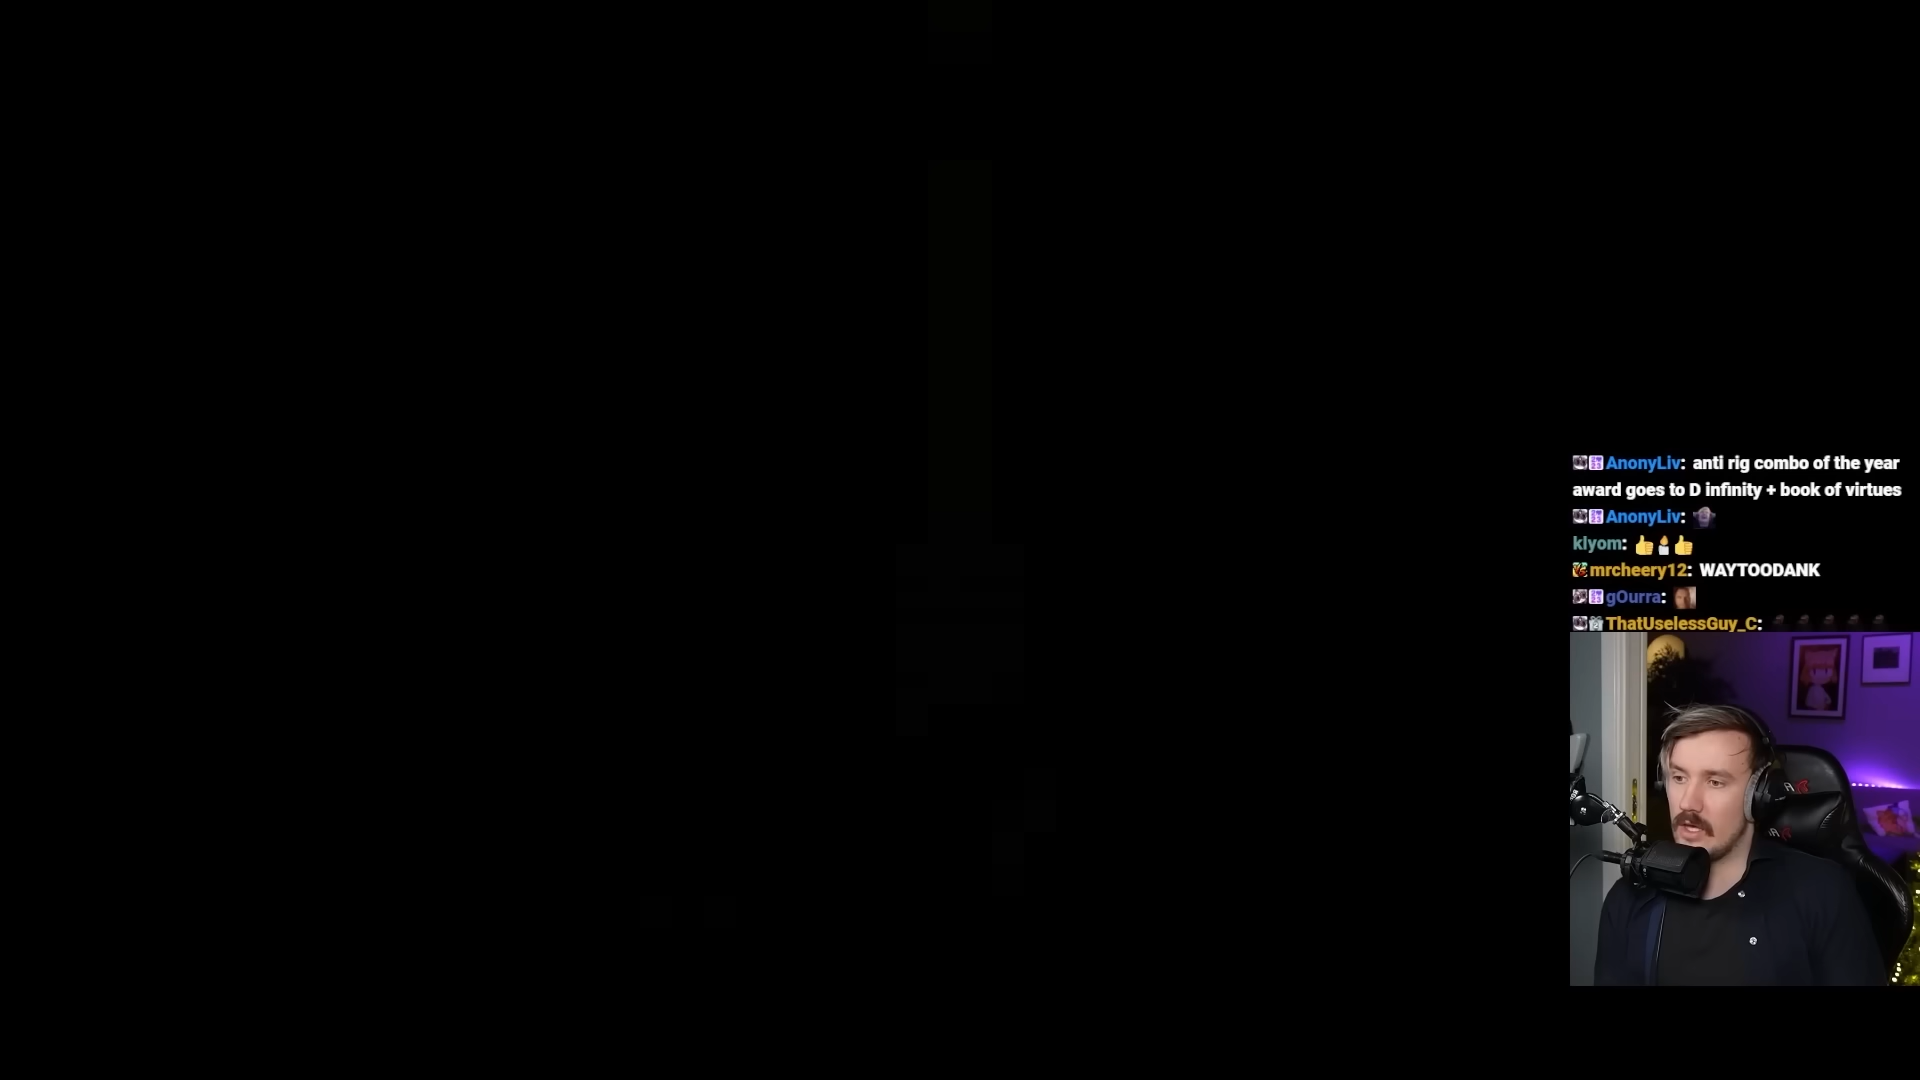 AnonyLiv: anti rig combo of the year
award goes to D infinity + book of virtues
AnonyLiv:
klyom: 👍🕯️👍
mrcheery12: WAYTOODANK
gOurra:
ThatUselessGuy_C: